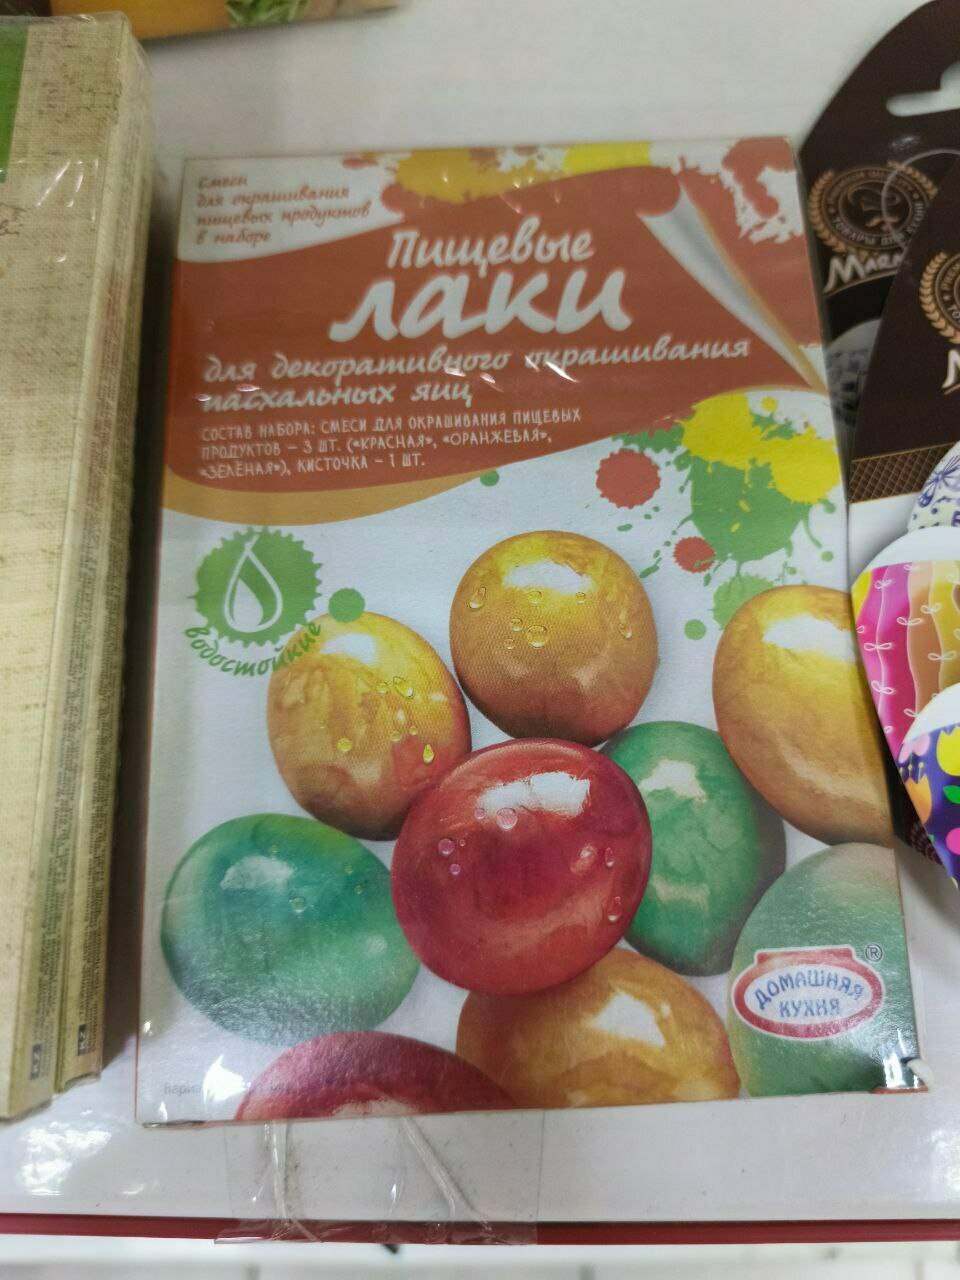 Смеси
для окрашивания
пищевых продуктов
в наборе
Пищевые
лаки
для декоративного окрашивания
пасхальных яиц
СОСТАВ НАБОРА: СМЕСИ ДЛЯ ОКРАШИВАНИЯ ПИЩЕВЫХ
ПРОДУКТОВ – 3 ШТ. («КРАСНАЯ», «ОРАНЖЕВАЯ»,
«ЗЕЛЁНАЯ»), КИСТОЧКА – 1 ШТ.
водостойкие
ДОМАШНЯЯ ®
КУХНЯ